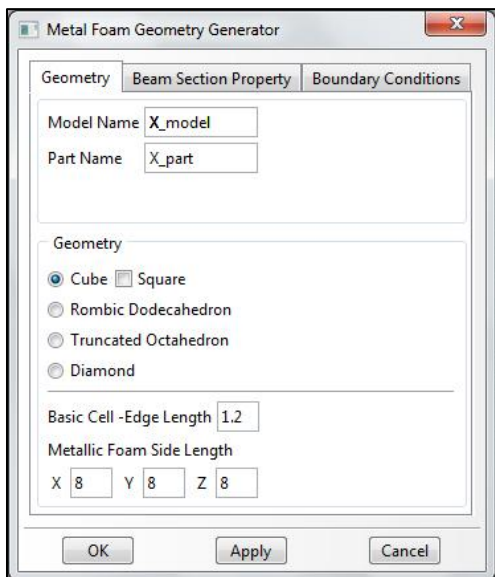 Metal Foam Geometry Generator
Geometry Beam Section Property Boundary Conditions
Model Name X_model
Part Name X_part
Geometry
Cube Square
Rombic Dodecahedron
Truncated Octahedron
Diamond
Basic Cell -Edge Length 1.2
Metallic Foam Side Length
X 8 Y 8 Z 8
OK Apply Cancel